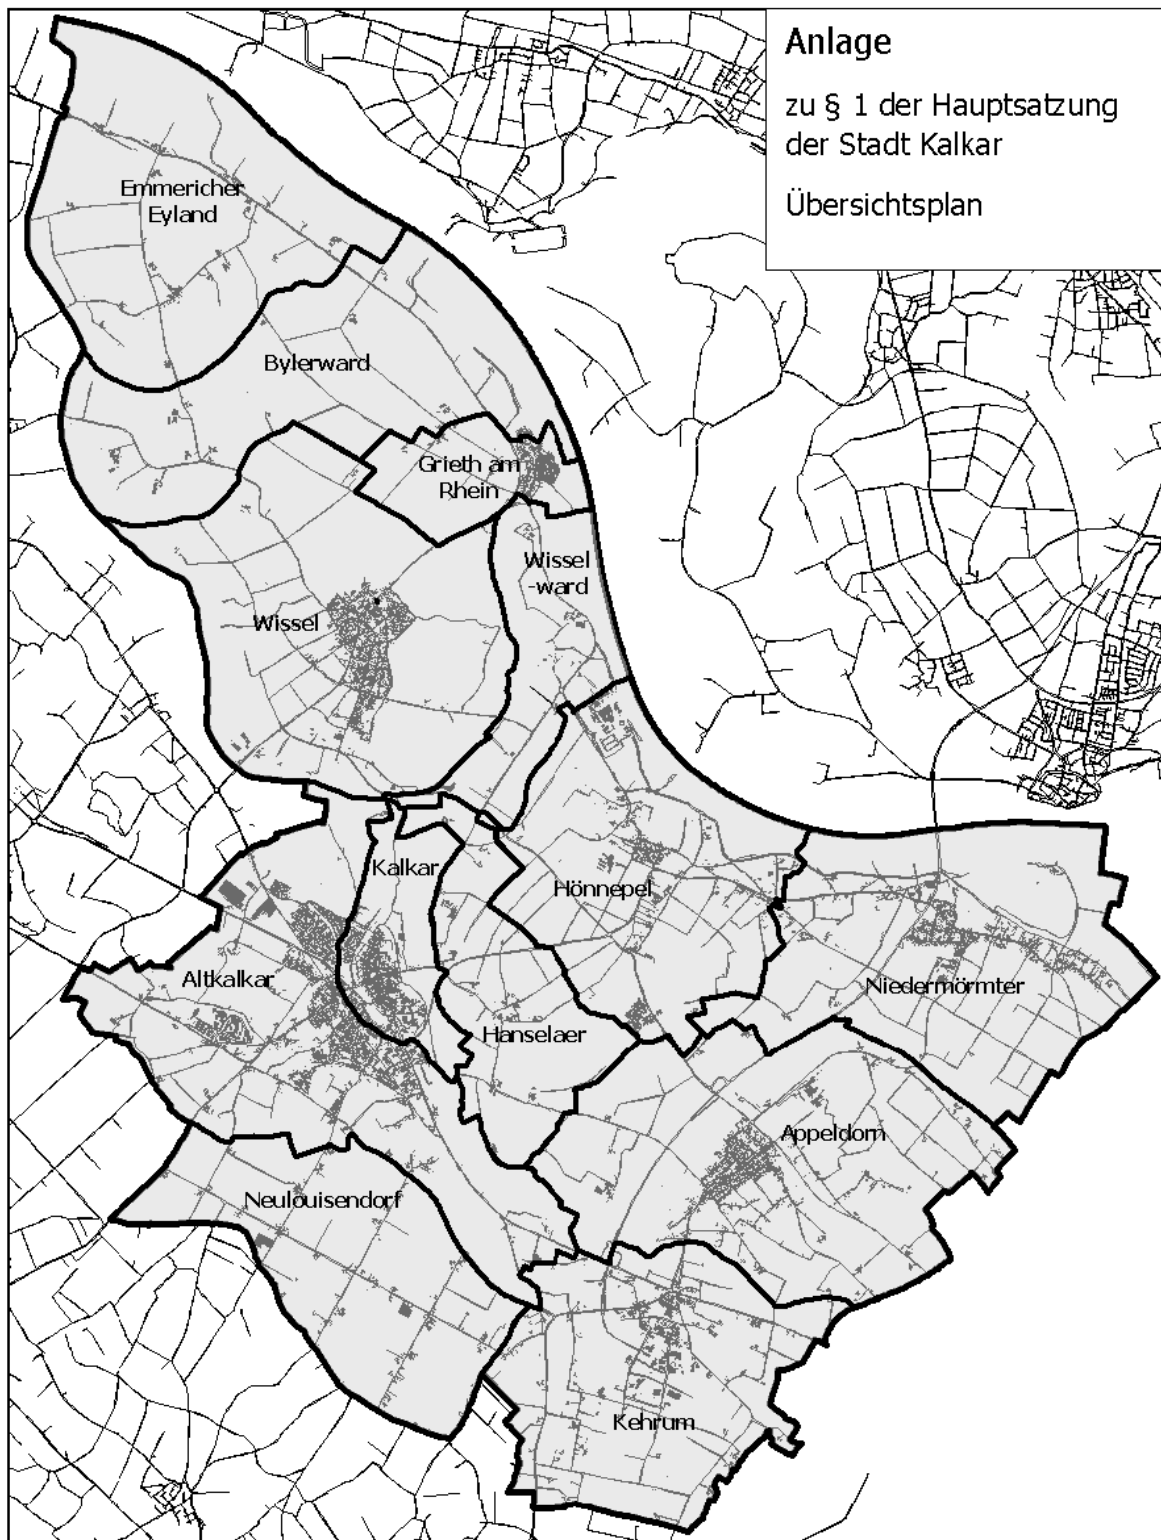 Anlage
zu § 1 der Hauptsatzung
der Stadt Kalkar
Übersichtsplan
Emmericher
Eyland
Bylerward
Grieth am
Rhein
Wissel
-ward
Wissel
Kalkar
Hönnepel
Altkalkar
Niedermörmter
Hanselaer
Appeldorn
Neulouisendorf
Kehrum